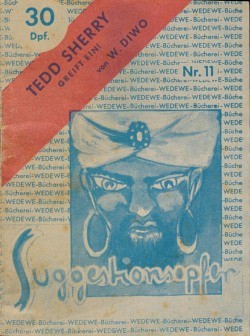 30
Dpf.
TEDD SHERRY
GREIFT EIN!
von W. DIWO
Nr. 11
WEDEWE-Bücherei
Suggestionsopfer